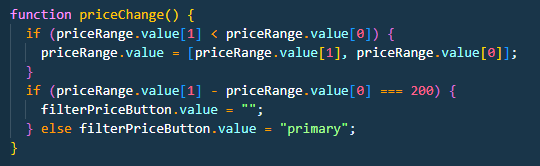 function priceChange() {
  if (priceRange.value[1] < priceRange.value[0]) {
    priceRange.value = [priceRange.value[1], priceRange.value[0]];
  }
  if (priceRange.value[1] - priceRange.value[0] === 200) {
    filterPriceButton.value = "";
  } else filterPriceButton.value = "primary";
}